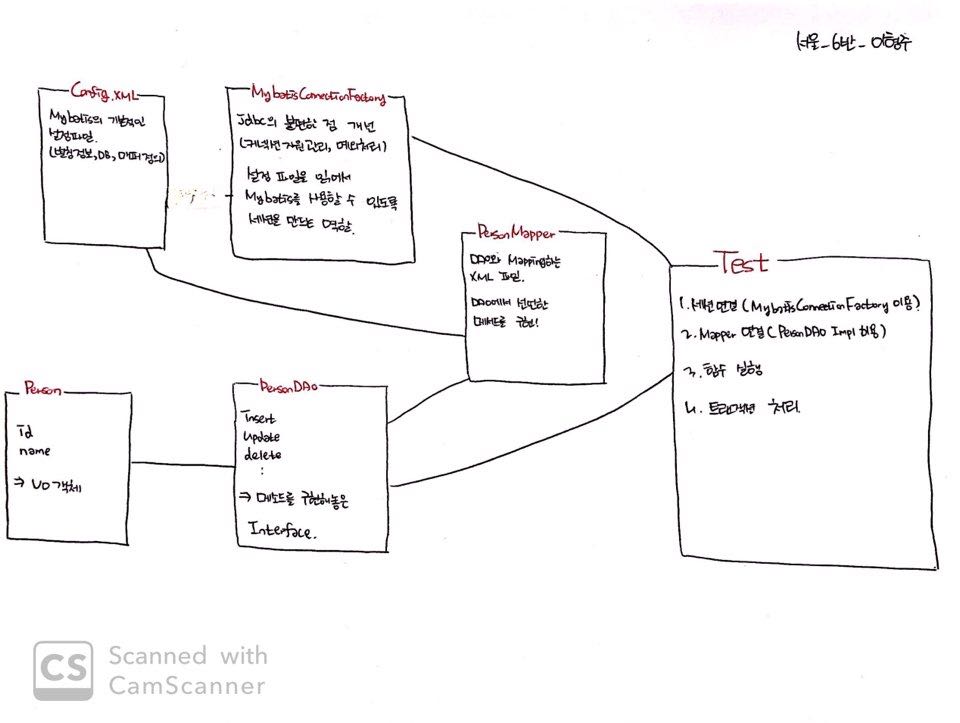 서울_6반_이형주
Config.XML
Mybatis의 개본적인
설정파일.
(연결정보, DB, 매퍼정의)
MybatisConnectionFactory
Jdbc의 불편한 점 개선
(커넥션 자원 관리, 예외처리)
설정 파일을 읽어서
Mybatis를 사용할 수 있도록
세션을 만드는 역할.
PersonMapper
DAO와 Mapping하는
XML 파일.
DAO에서 선언한
메서드를 구현!
Test
1. 세션연결 (MybatisConnectionFactory 이용)
2. Mapper 연결 (PersonDAO Impl 이용)
3. 함수 실행
4. 트랜잭션 처리
Person
id
name
⇒ VO 객체
PersonDAO
Insert
update
delete
:
⇒ 메소드를 구현해놓은
Interface.
CS
Scanned with
CamScanner